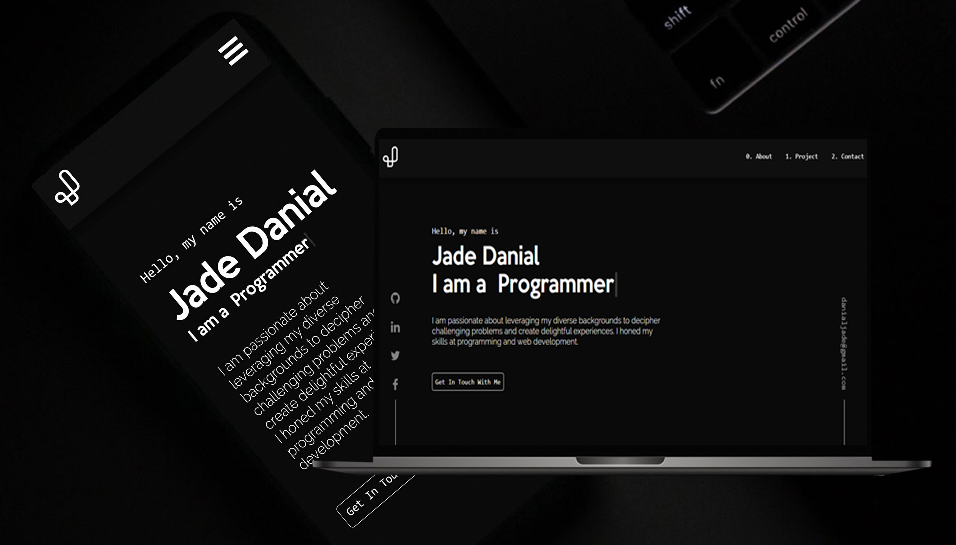 shift
control
fn
Hello, my name is
Jade Danial
I am a Programmer
I am passionate about
leveraging my diverse
backgrounds to decipher
challenging problems and
create delightful exper
I honed my skills at
programming and
development.
Get In Tou
0. About 1. Project 2. Contact
Hello, my name is
Jade Danial
I am a Programmer
I am passionate about leveraging my diverse backgrounds to decipher
challenging problems and create delightful experiences. I honed my
skills at programming and web development.
Get In Touch With Me
danialjade@gmail.com